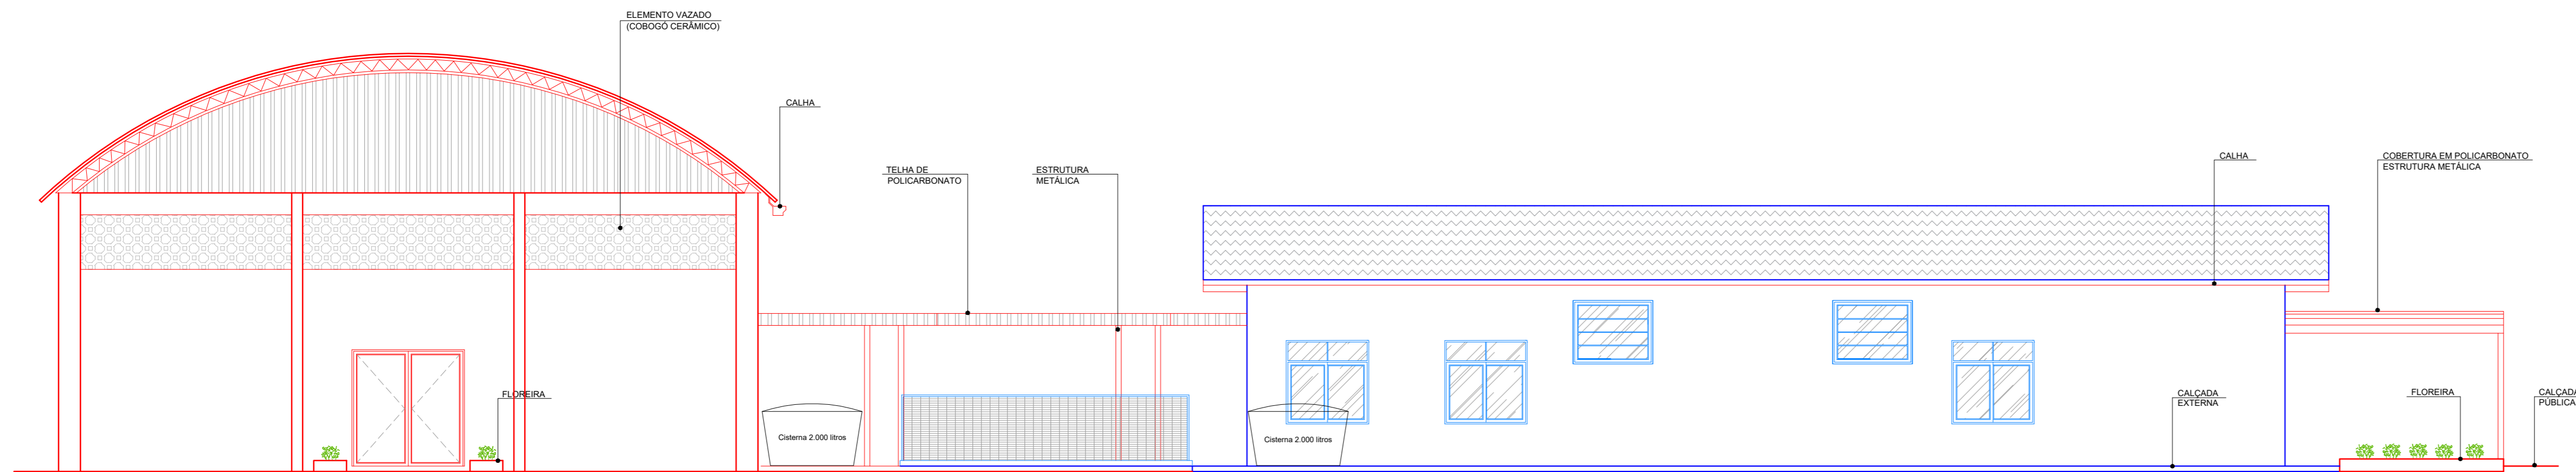 ELEMENTO VAZADO
(COBOGÓ CERÂMICO)
CALHA
TELHA DE
POLICARBONATO
ESTRUTURA
METÁLICA
CALHA
COBERTURA EM POLICARBONATO
ESTRUTURA METÁLICA
FLOREIRA
Cisterna 2.000 litros
Cisterna 2.000 litros
CALÇADA
EXTERNA
FLOREIRA
CALÇADA
PÚBLICA